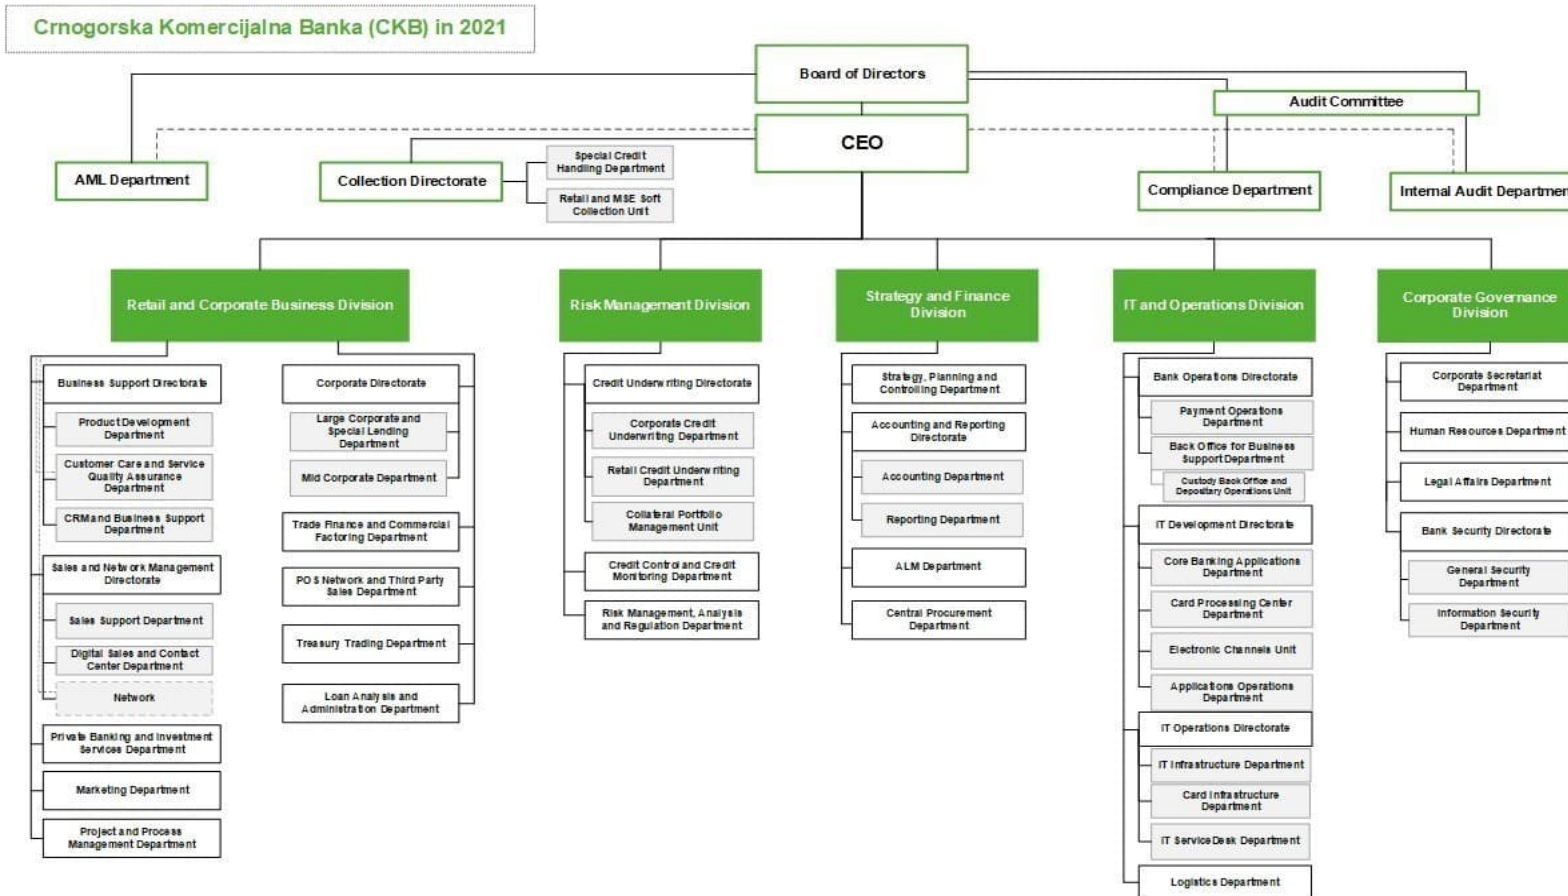 Crnogorska Komercijalna Banka (CKB) in 2021
Board of Directors
Audit Committee
CEO
AML Department
Collection Directorate
Special Credit
Handling Department
Retail and MSE Soft
Collection Unit
Compliance Department
Internal Audit Departmen
Retail and Corporate Business Division
Business Support Directorate
Product Development
Department
Customer Care and Service
Quality Assurance
Department
CRM and Business Support
Department
Sales and Network Management
Directorate
Sales Support Department
Digital Sales and Contact
Center Department
Network
Private Banking and Investment
Services Department
Marketing Department
Project and Process
Management Department
Corporate Directorate
Large Corporate and
Special Lending
Department
Mid Corporate Department
Trade Finance and Commercial
Factoring Department
POS Network and Third Party
Sales Department
Treasury Trading Department
Loan Analysis and
Administration Department
Risk Management Division
Credit Underwriting Directorate
Corporate Credit
Underwriting Department
Retail Credit Underwriting
Department
Collateral Portfolio
Management Unit
Credit Control and Credit
Monitoring Department
Risk Management, Analysis
and Regulation Department
Strategy and Finance
Division
Strategy, Planning and
Controlling Department
Accounting and Reporting
Directorate
Accounting Department
Reporting Department
ALM Department
Central Procurement
Department
IT and Operations Division
Bank Operations Directorate
Payment Operations
Department
Back Office for Business
Support Department
Custody Back Office and
Depositary Operations Unit
IT Development Directorate
Core Banking Applications
Department
Card Processing Center
Department
Electronic Channels Unit
Applications Operations
Department
IT Operations Directorate
IT Infrastructure Department
Card Infrastructure
Department
IT ServiceDesk Department
Logistics Department
Corporate Governance
Division
Corporate Secretariat
Department
Human Resources Department
Legal Affairs Department
Bank Security Directorate
General Security
Department
Information Security
Department